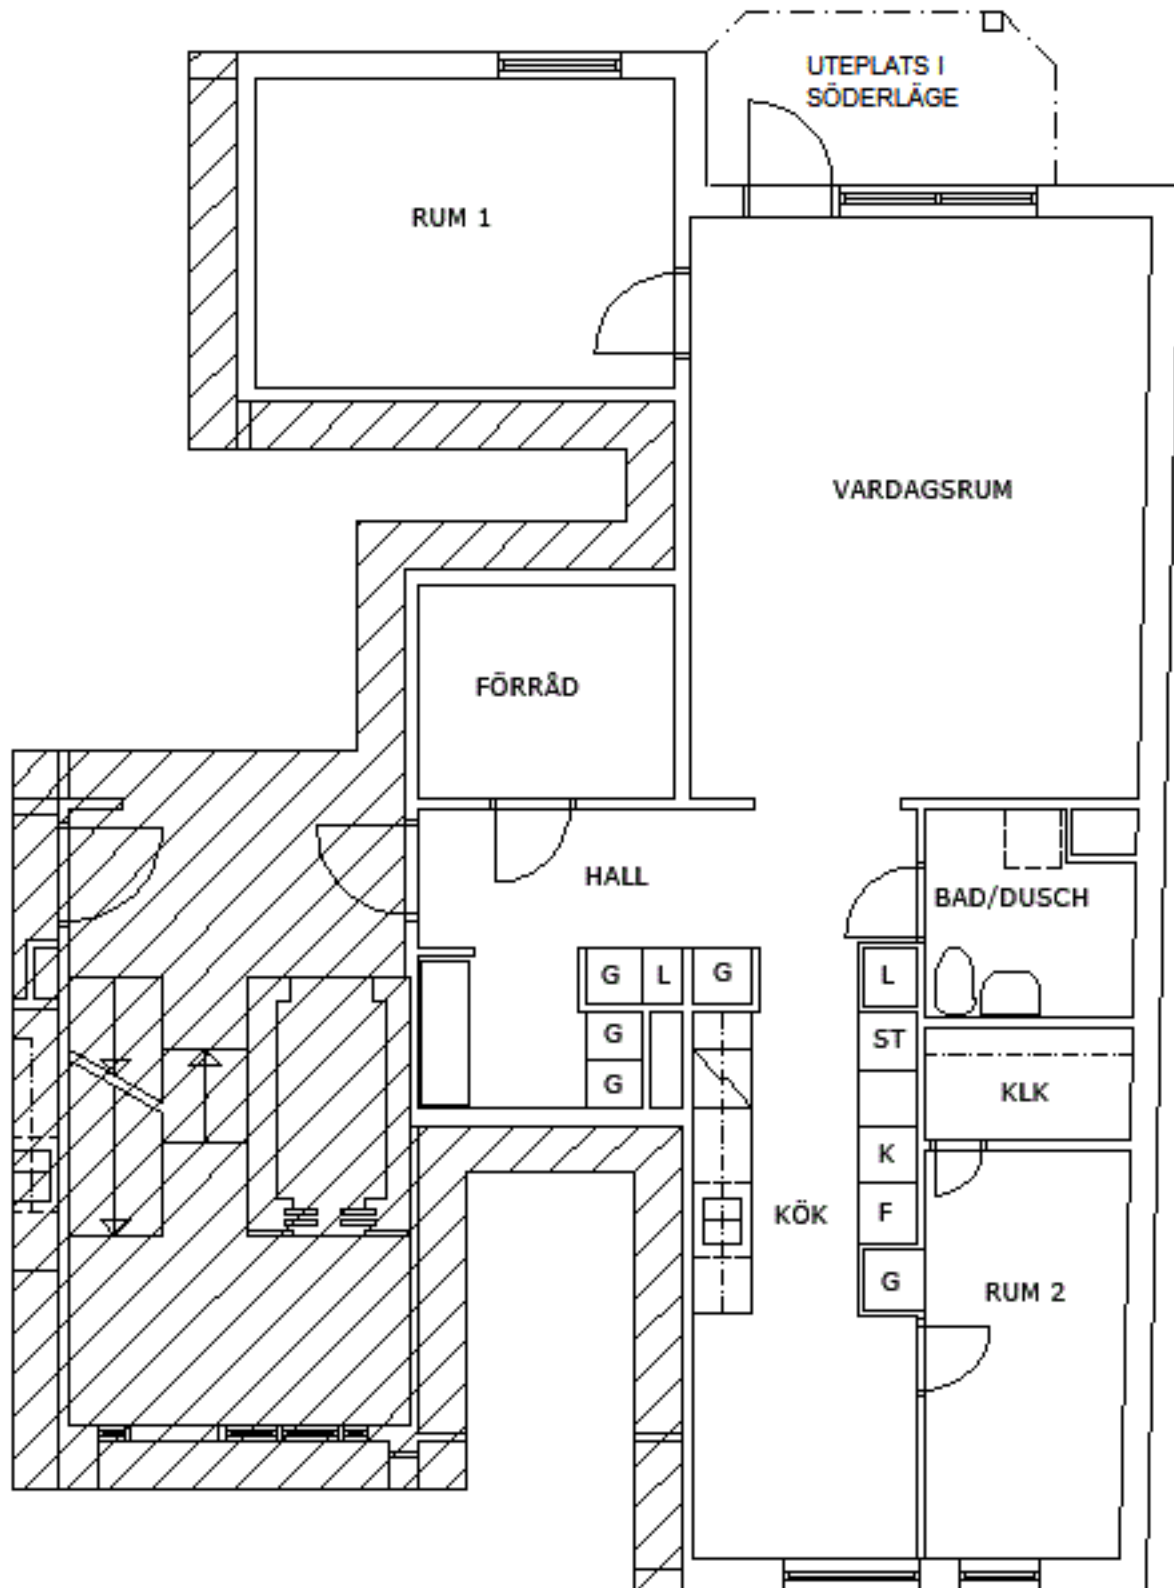 UTEPLATS I
SÖDERLÄGE
RUM 1
VARDAGSRUM
FÖRRÅD
HALL
BAD/DUSCH
G L G
L
G
ST
G
KLK
K
KÖK
F
G
RUM 2